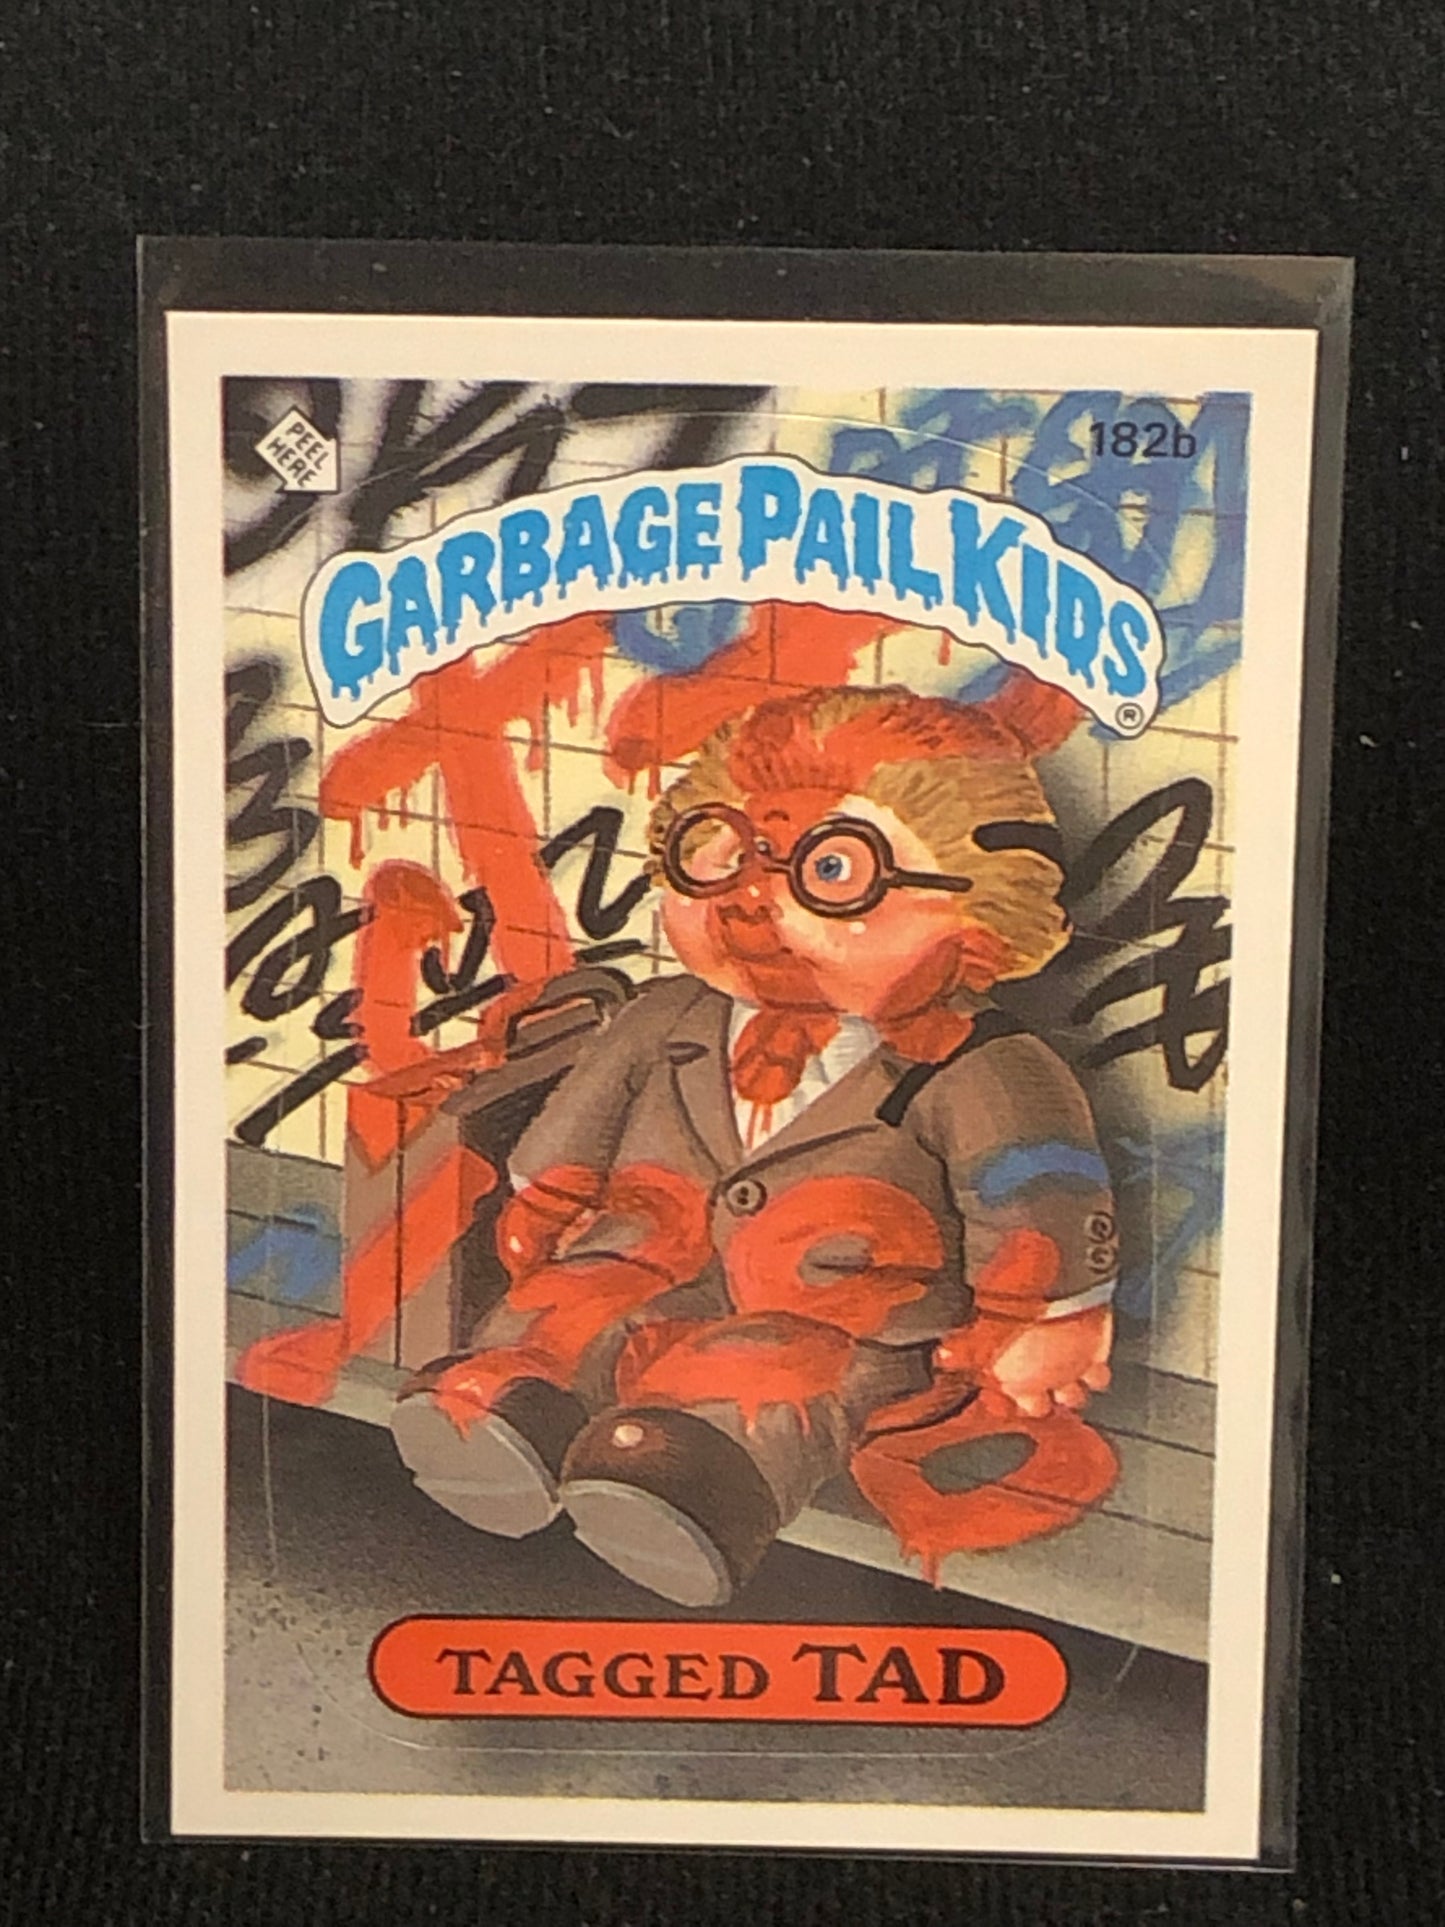 PEEL
HERE
182b
GARBAGE PAIL KIDS
®
TAGGED TAD